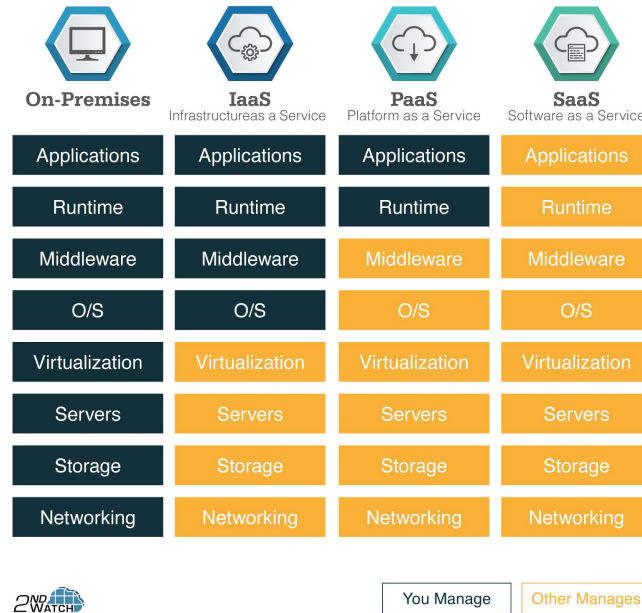 On-Premises IaaS PaaS SaaS
Infrastructureas a Service Platform as a Service Software as a Service
Applications Applications Applications Applications
Runtime Runtime Runtime Runtime
Middleware Middleware Middleware Middleware
O/S O/S O/S O/S
Virtualization Virtualization Virtualization Virtualization
Servers Servers Servers Servers
Storage Storage Storage Storage
Networking Networking Networking Networking
2ND WATCH
You Manage Other Manages